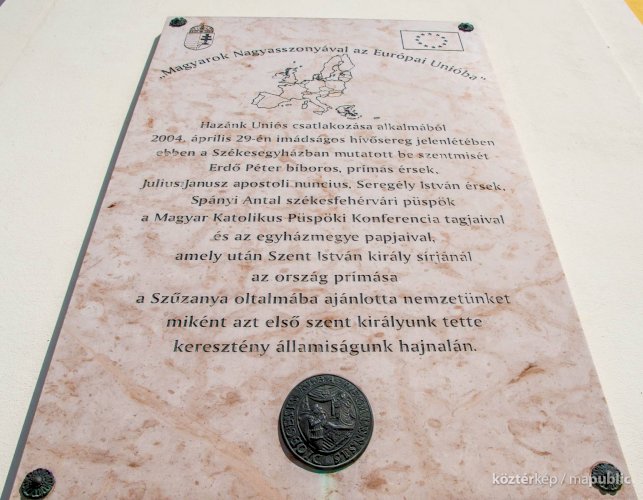 „Magyarok Nagyasszonyával az Európai Unióba"
Hazánk Uniós csatlakozása alkalmából
2004. április 29-én imádságos hívősereg jelenlétében
ebben a Székesegyházban mutatott be szentmisét
Erdő Péter bíboros, prímás érsek,
Julius Janusz apostoli nuncius, Seregély István érsek,
Spányi Antal székesfehérvári püspök
a Magyar Katolikus Püspöki Konferencia tagjaival
és az egyházmegye papjaival,
amely után Szent István király sírjánál
az ország prímása
a Szűzanya oltalmába ajánlotta nemzetünket
miként azt első szent királyunk tette
keresztény államiságunk hajnalán.
köztérkép / mapublic